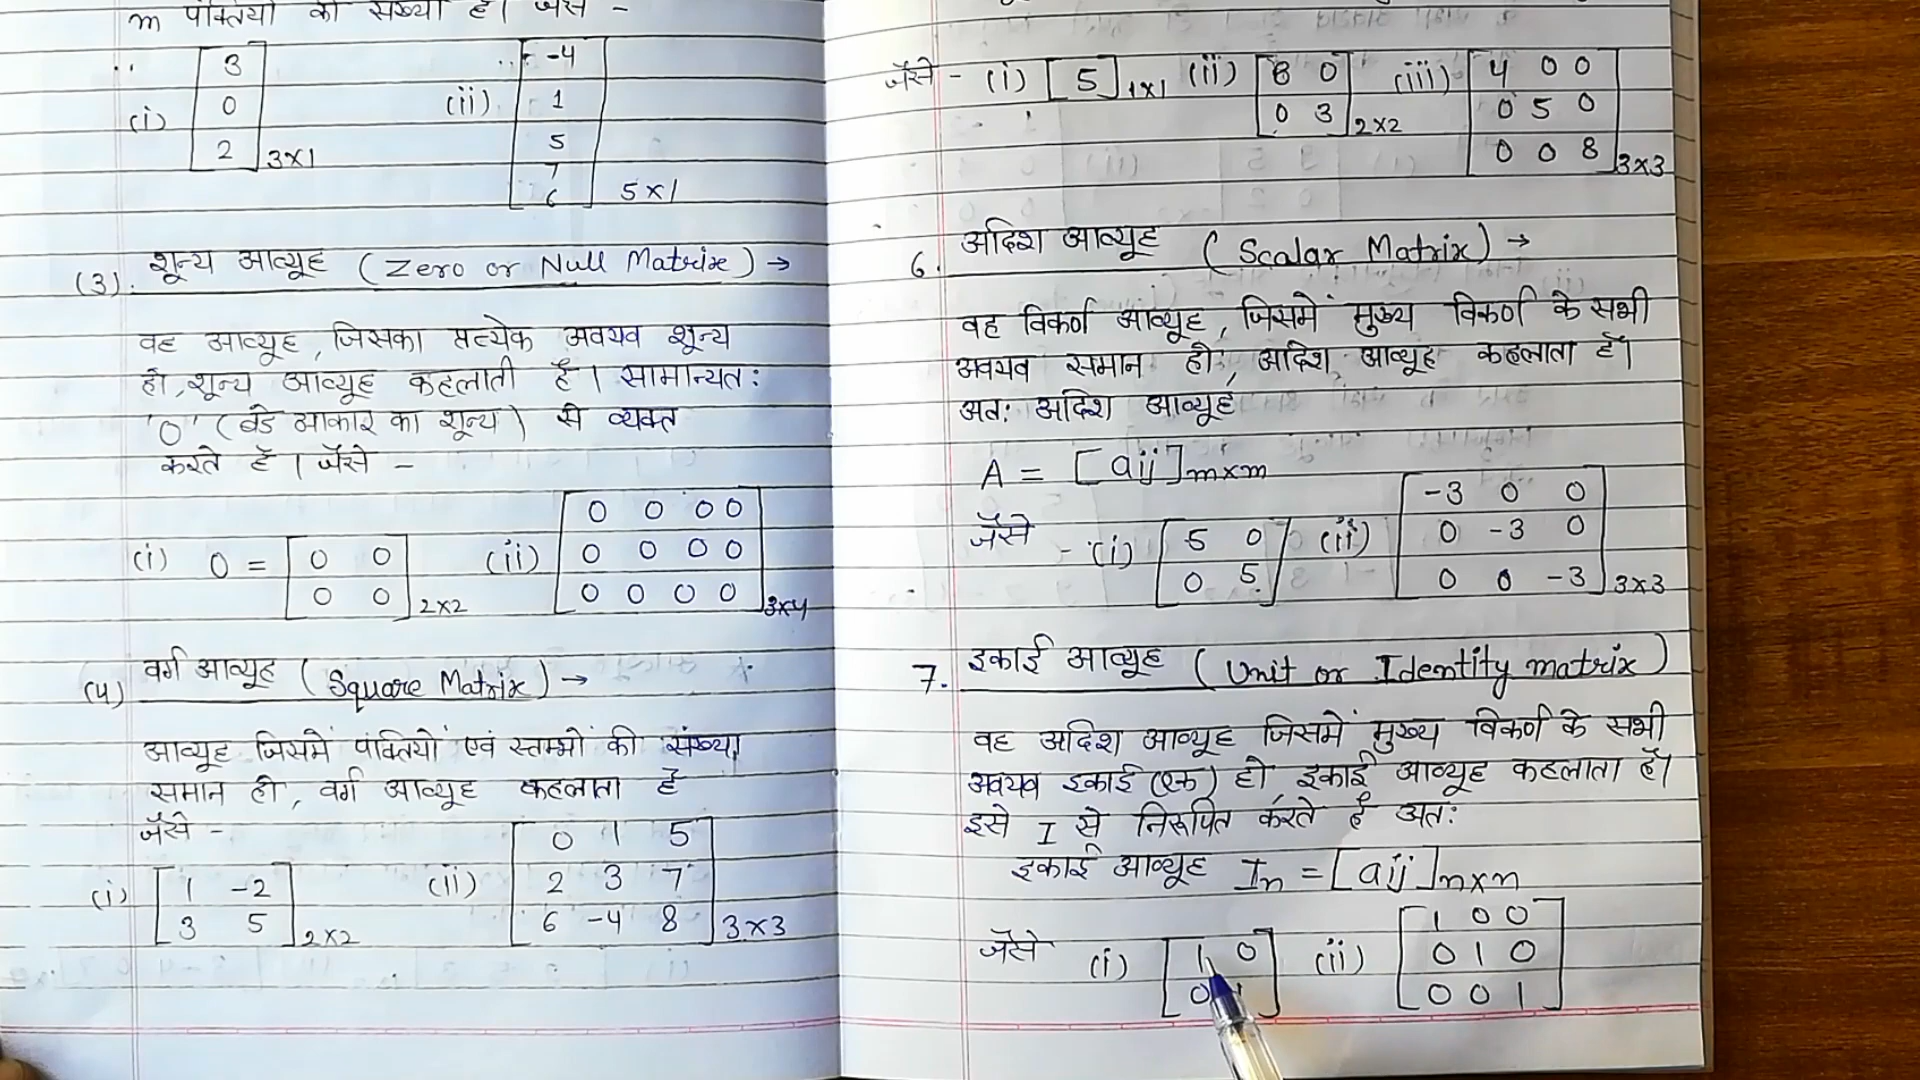 m पंक्तियों की संख्या है। जैसे -
(i) [3
0
2] 3×1
(ii) [-4
1
5
7
6] 5×1
(3). शून्य आव्यूह (Zero or Null Matrix) →
वह आव्यूह, जिसका प्रत्येक अवयव शून्य
हो, शून्य आव्यूह कहलाती है। सामान्यतः
'O' (बडे आकार का शून्य) से व्यक्त
करते हैं। जैसे -
(i) O = [0 0
0 0] 2×2
(ii) [0 0 0 0
0 0 0 0
0 0 0 0] 3×4
(4) वर्ग आव्यूह (Square Matrix) →
आव्यूह जिसमें पंक्तियों एवं स्तम्भों की संख्या
समान हो, वर्ग आव्यूह कहलाता है
जैसे -
(i) [1 -2
3 5] 2×2
(ii) [0 1 5
2 3 7
6 -4 8] 3×3
जैसे - (i) [5] 1×1 (ii) [8 0
0 3] 2×2
(iii) [4 0 0
0 5 0
0 0 8] 3×3
6. अदिश आव्यूह (Scalar Matrix) →
वह विकर्ण आव्यूह, जिसमें मुख्य विकर्ण के सभी
अवयव समान हो, अदिश आव्यूह कहलाता है।
अतः अदिश आव्यूह
A = [aij]m×m
जैसे - (i) [5 0
0 5]
(ii) [-3 0 0
0 -3 0
0 0 -3] 3×3
7. इकाई आव्यूह (Unit or Identity matrix)
वह अदिश आव्यूह जिसमें मुख्य विकर्ण के सभी
अवयव इकाई (एक) हो, इकाई आव्यूह कहलाता है।
इसे I से निरूपित करते है अतः
इकाई आव्यूह In = [aij]n×n
जैसे (i) [1 0
0 1]
(ii) [1 0 0
0 1 0
0 0 1]